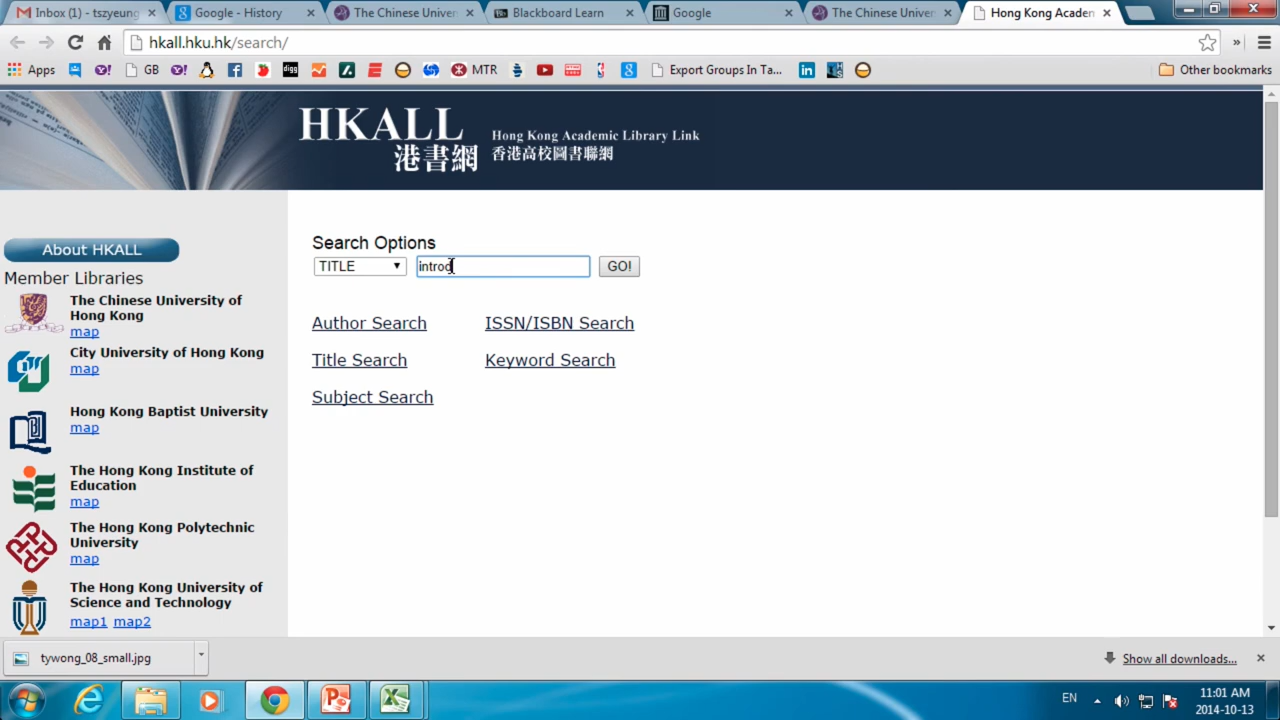 Inbox (1) - tszyeung
Google - History
The Chinese Univer
Blackboard Learn
Google
The Chinese Univer
Hong Kong Academ
hkall.hku.hk/search/
Apps
GB
digg
MTR
Export Groups In Ta...
Other bookmarks
HKALL
港書網
Hong Kong Academic Library Link
香港高校圖書聯網
About HKALL
Member Libraries
The Chinese University of
Hong Kong
map
City University of Hong Kong
map
Hong Kong Baptist University
map
The Hong Kong Institute of
Education
map
The Hong Kong Polytechnic
University
map
The Hong Kong University of
Science and Technology
map1 map2
Search Options
TITLE introd GO!
Author Search ISSN/ISBN Search
Title Search Keyword Search
Subject Search
tywong_08_small.jpg
Show all downloads...
EN
11:01 AM
2014-10-13